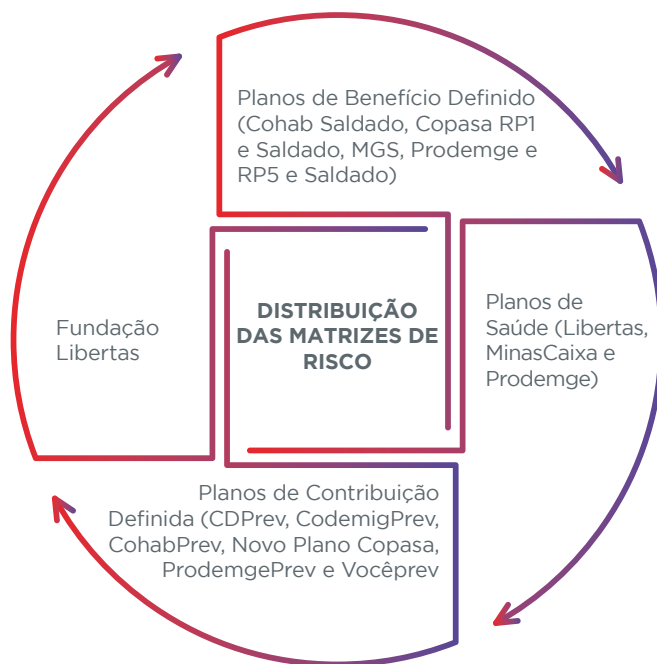 Planos de Benefício Definido
(Cohab Saldado, Copasa RP1
e Saldado, MGS, Prodemge e
RP5 e Saldado)
Fundação
Libertas
DISTRIBUIÇÃO
DAS MATRIZES DE
RISCO
Planos de
Saúde (Libertas,
MinasCaixa e
Prodemge)
Planos de Contribuição
Definida (CDPrev, CodemigPrev,
CohabPrev, Novo Plano Copasa,
ProdemgePrev e Vocêprev